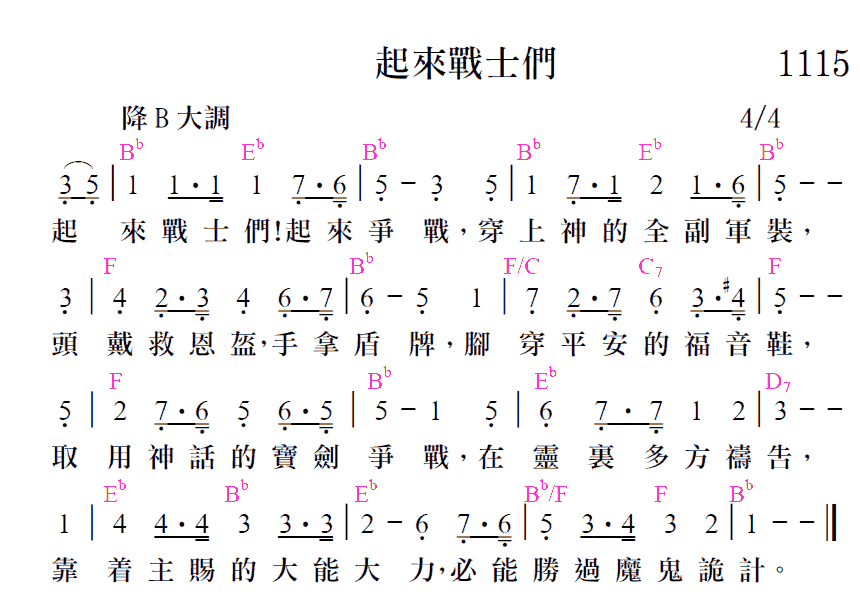 起來戰士們 1115
降B大調 4/4
B♭ E♭ B♭ B♭ E♭ B♭
3 5 | 1 1·1 1 7·6 | 5 - 3 5 | 1 7·1 2 1·6 | 5 - -
起 來戰士們!起來爭戰,穿上神的全副軍裝,
F B♭ F/C C7 F
3 | 4 2·3 4 6·7 | 6 - 5 1 | 7 2·7 6 3·#4 | 5 - -
頭戴救恩盔,手拿盾牌,腳穿平安的福音鞋,
F B♭ E♭ D7
5 | 2 7·6 5 6·5 | 5 - 1 5 | 6 7·7 1 2 | 3 - -
取用神話的寶劍爭戰,在靈裏多方禱告,
E♭ B♭ E♭ B♭/F F B♭
1 | 4 4·4 3 3·3 | 2 - 6 7·6 | 5 3·4 3 2 | 1 - - ‖
靠着主賜的大能大力,必能勝過魔鬼詭計。